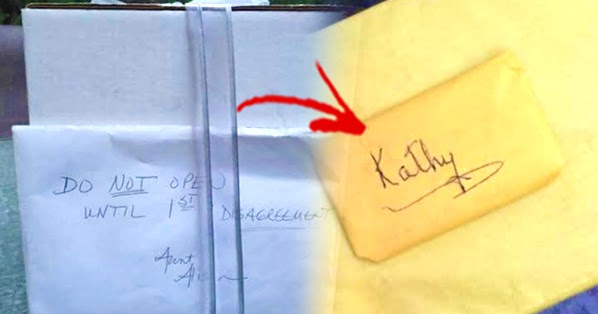 DO NOT OPEN
UNTIL 1ST DISAGREEMENT
Aunt
Kathy